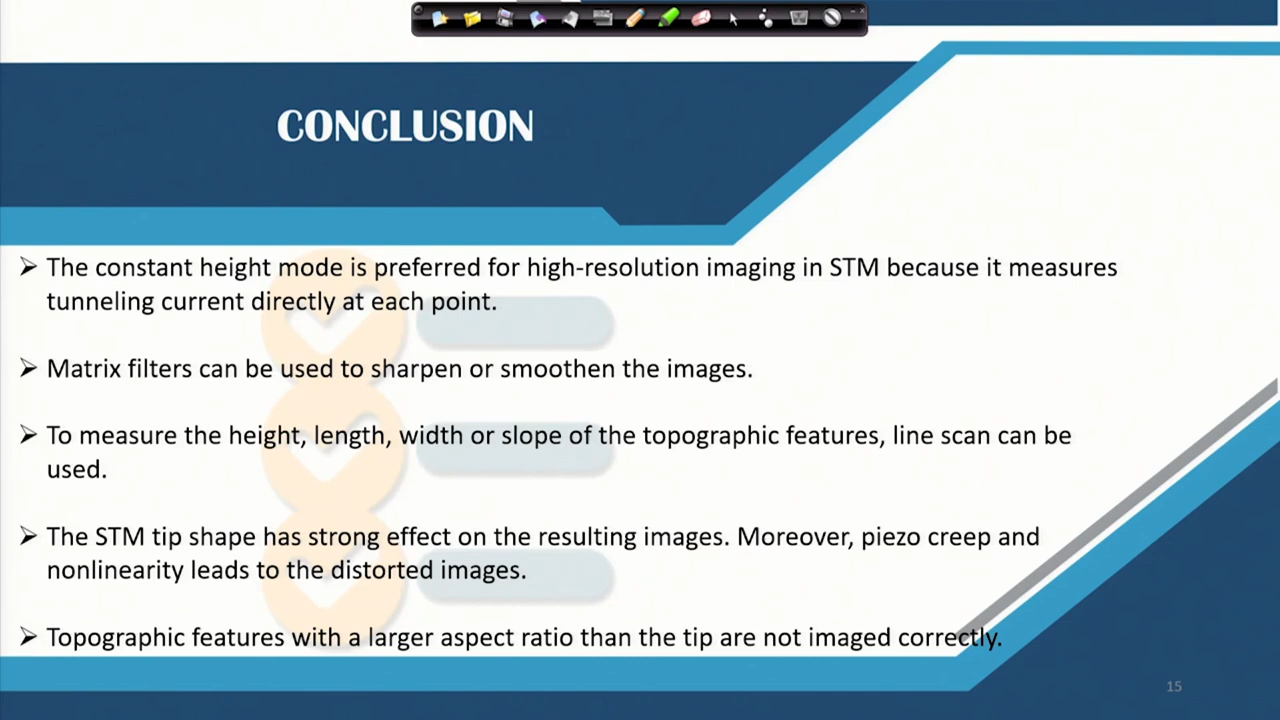 CONCLUSION
➢ The constant height mode is preferred for high-resolution imaging in STM because it measures
tunneling current directly at each point.
➢ Matrix filters can be used to sharpen or smoothen the images.
➢ To measure the height, length, width or slope of the topographic features, line scan can be
used.
➢ The STM tip shape has strong effect on the resulting images. Moreover, piezo creep and
nonlinearity leads to the distorted images.
➢ Topographic features with a larger aspect ratio than the tip are not imaged correctly.
15